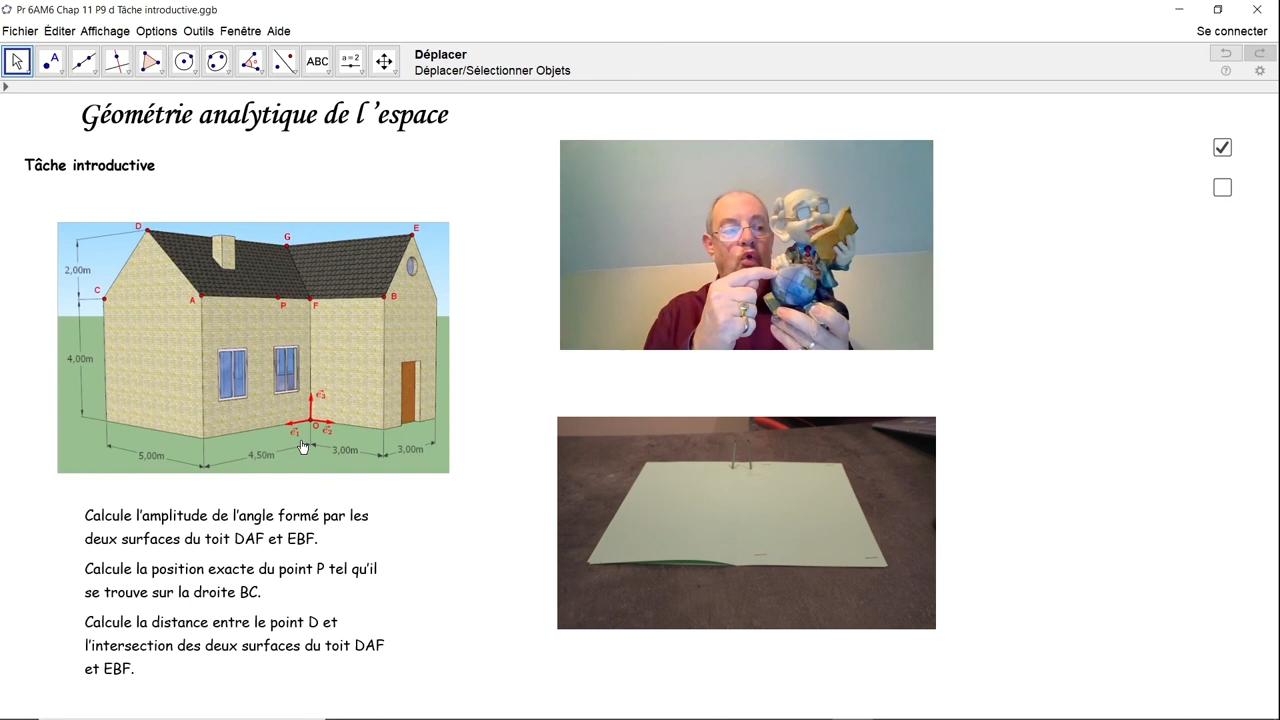 Pr 6AM6 Chap 11 P9 d Tâche introductive.ggb
Fichier Éditer Affichage Options Outils Fenêtre Aide
Se connecter
A
ABC
a=2
Déplacer
Déplacer/Sélectionner Objets
Géométrie analytique de l 'espace
Tâche introductive
D
E
G
2,00m
C
A
P
F
B
4,00m
e3
O
e1
e2
5,00m
4,50m
3,00m
3,00m
Calcule l'amplitude de l'angle formé par les
deux surfaces du toit DAF et EBF.
Calcule la position exacte du point P tel qu'il
se trouve sur la droite BC.
Calcule la distance entre le point D et
l'intersection des deux surfaces du toit DAF
et EBF.